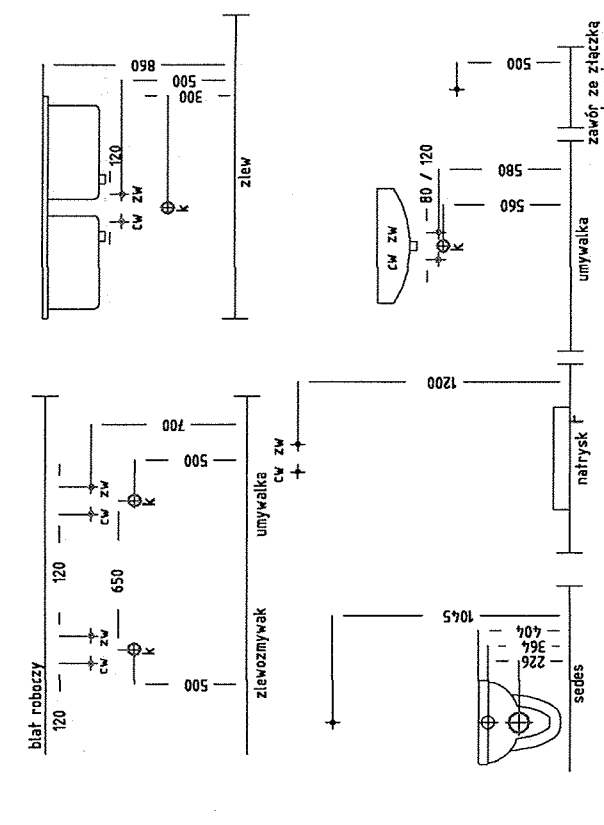 860
500
300
120
cw zw
k
zlew
500
zawór ze złączką
580
560
80 / 120
cw zw
k
umywalka
blat roboczy
120
120
cw zw
cw zw
k
k
650
700
500
500
zlewozmywak
umywalka
1200
cw zw
natrysk
1045
404
364
226
sedes